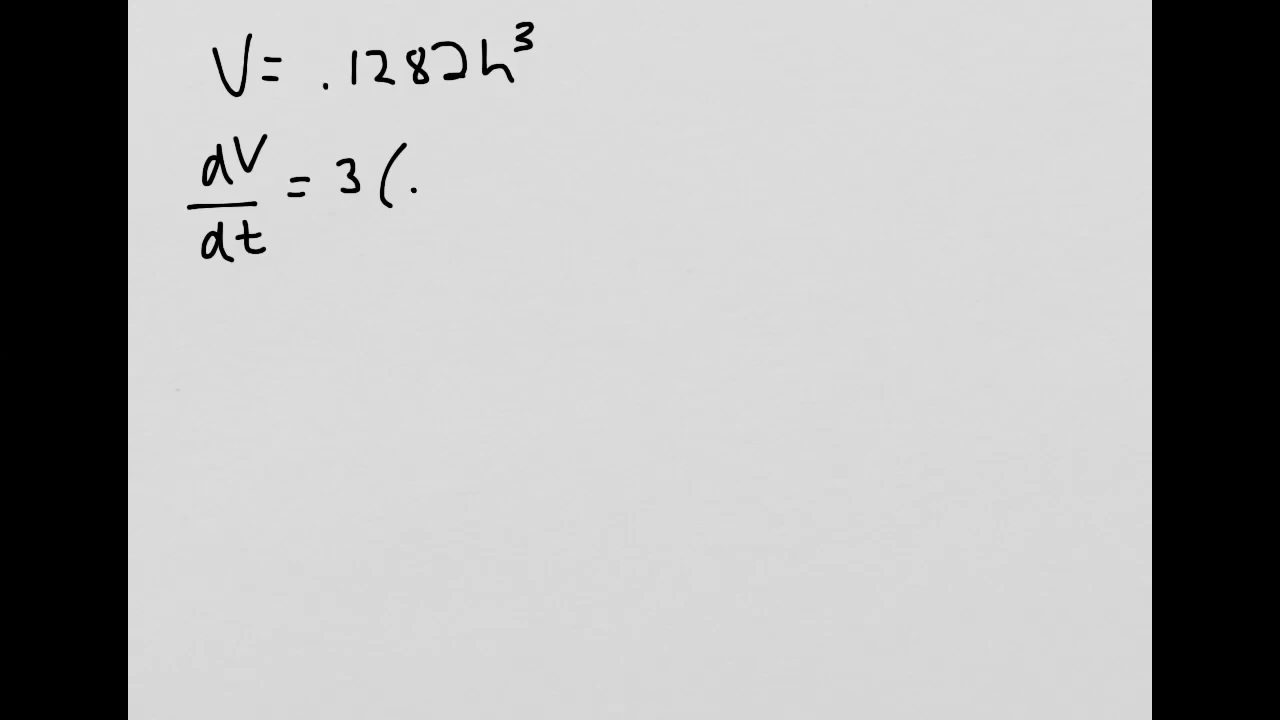 V= .1282h³
dV/dt = 3(.